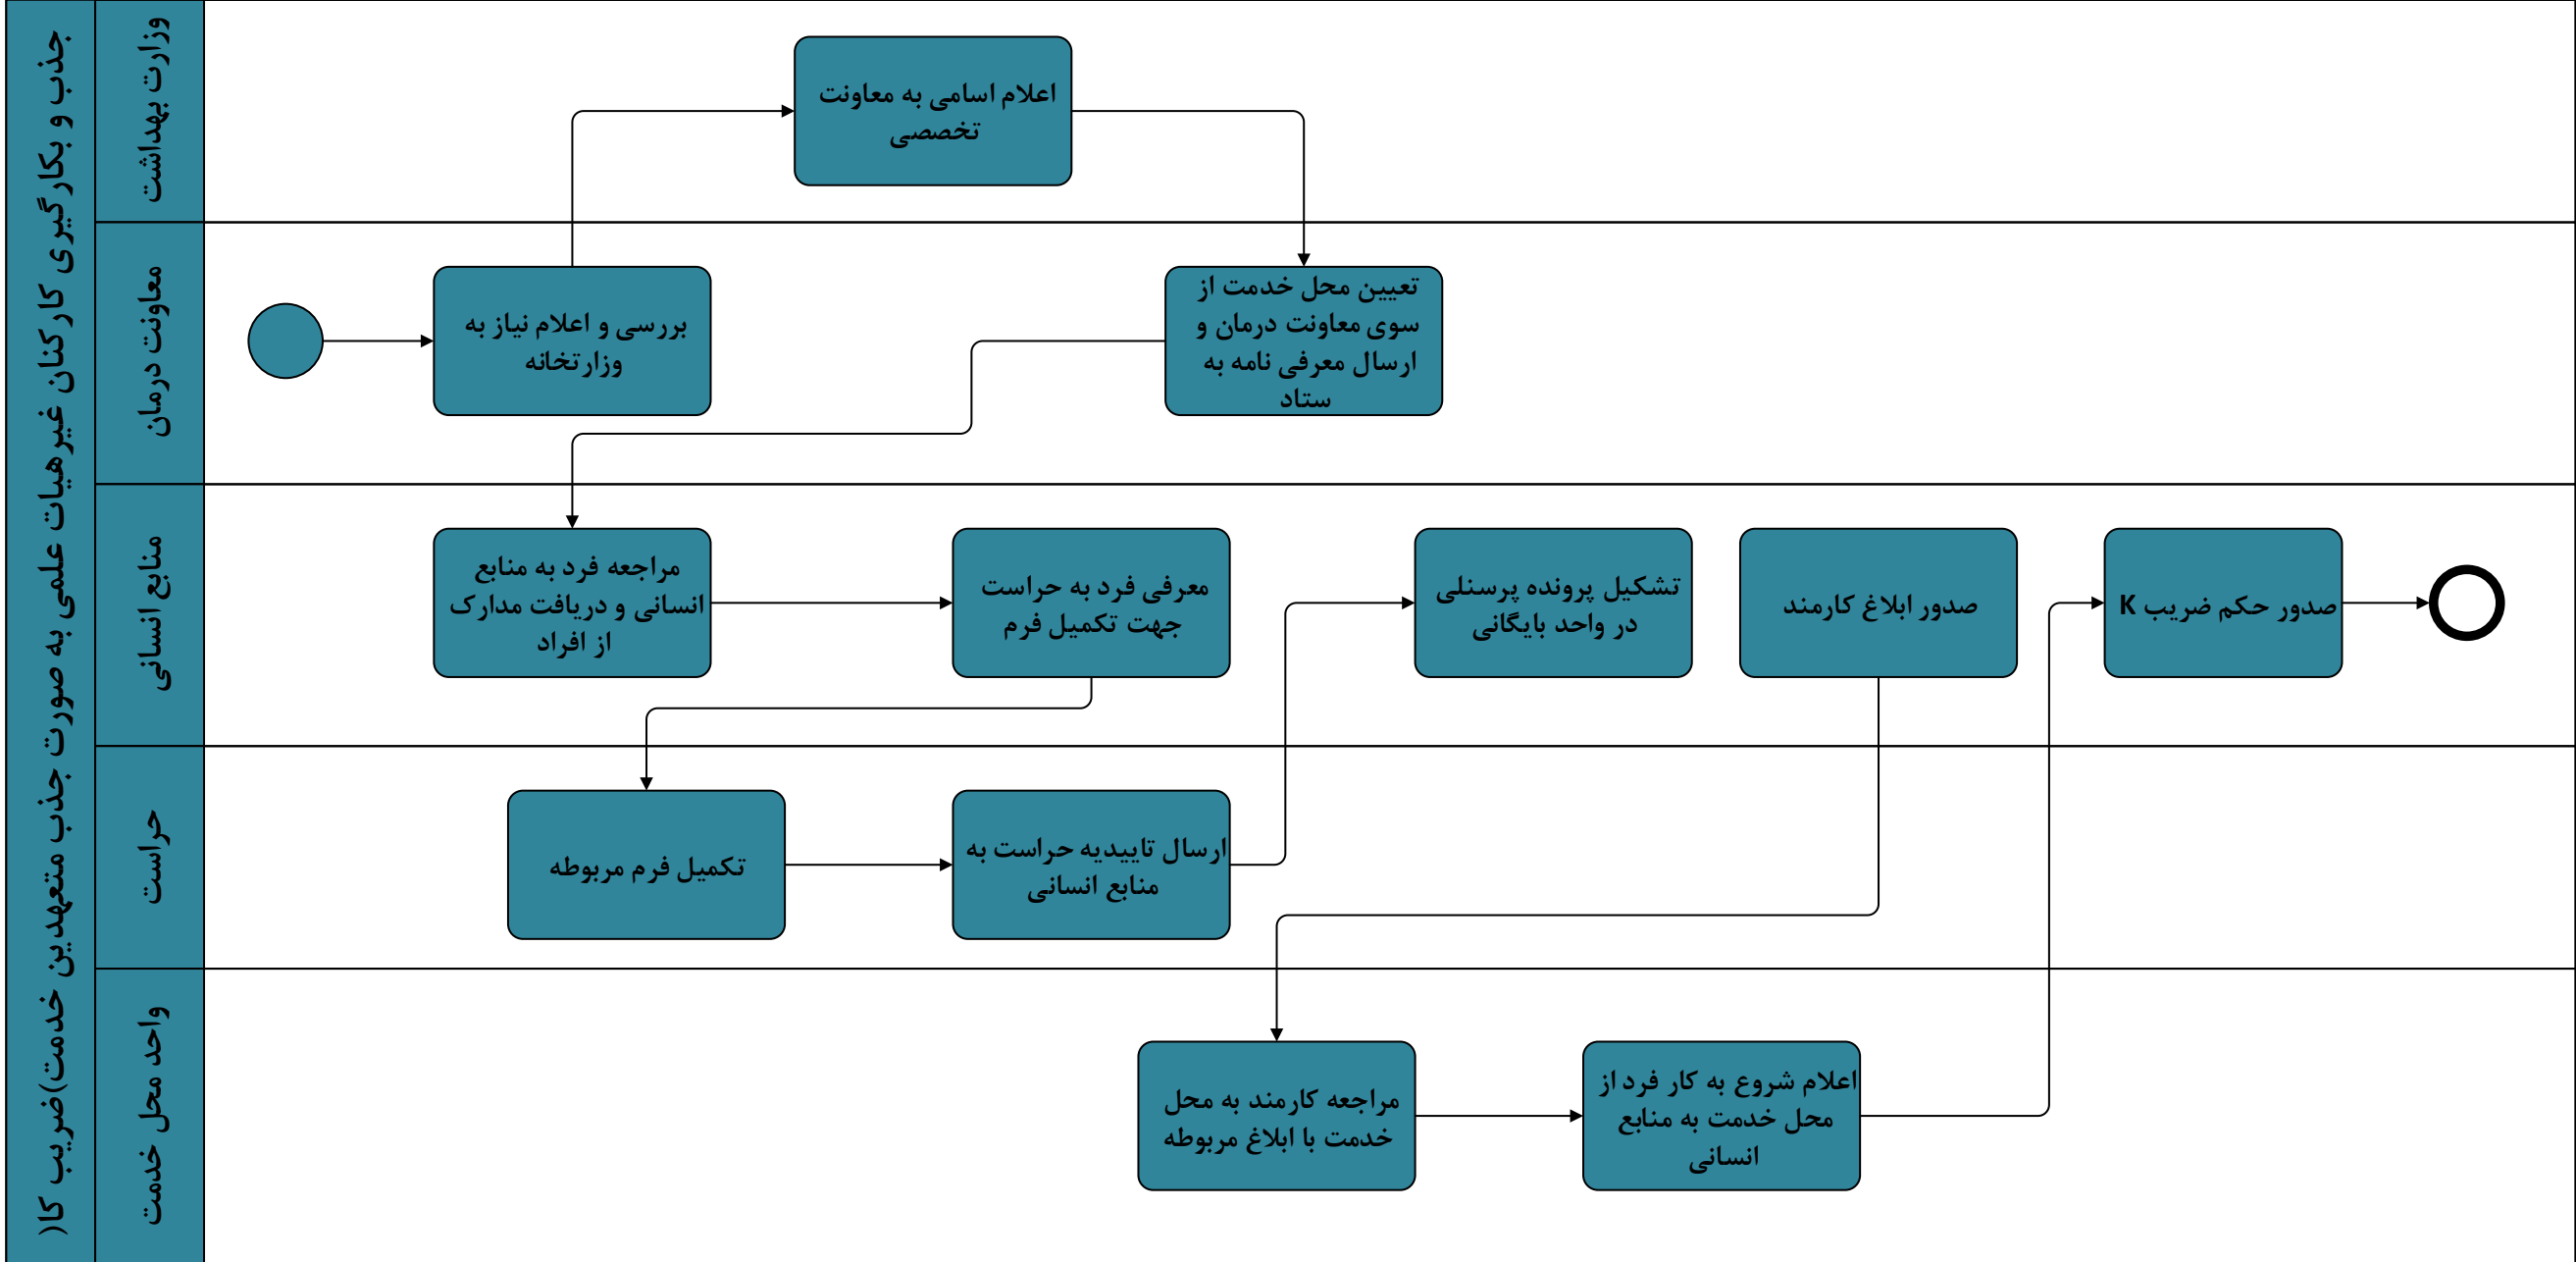 جذب و بکارگیری کارکنان غیرهیات علمی به صورت جذب متعهدین خدمت)ضریب کا(
وزارت بهداشت
اعلام اسامی به معاونت
تخصصی
معاونت درمان
بررسی و اعلام نیاز به
وزارتخانه
تعیین محل خدمت از
سوی معاونت درمان و
ارسال معرفی نامه به
ستاد
منابع انسانی
مراجعه فرد به منابع
انسانی و دریافت مدارک
از افراد
معرفی فرد به حراست
جهت تکمیل فرم
تشکیل پرونده پرسنلی
در واحد بایگانی
صدور ابلاغ کارمند
صدور حکم ضریب K
حراست
تکمیل فرم مربوطه
ارسال تاییدیه حراست به
منابع انسانی
واحد محل خدمت
مراجعه کارمند به محل
خدمت با ابلاغ مربوطه
اعلام شروع به کار فرد از
محل خدمت به منابع
انسانی